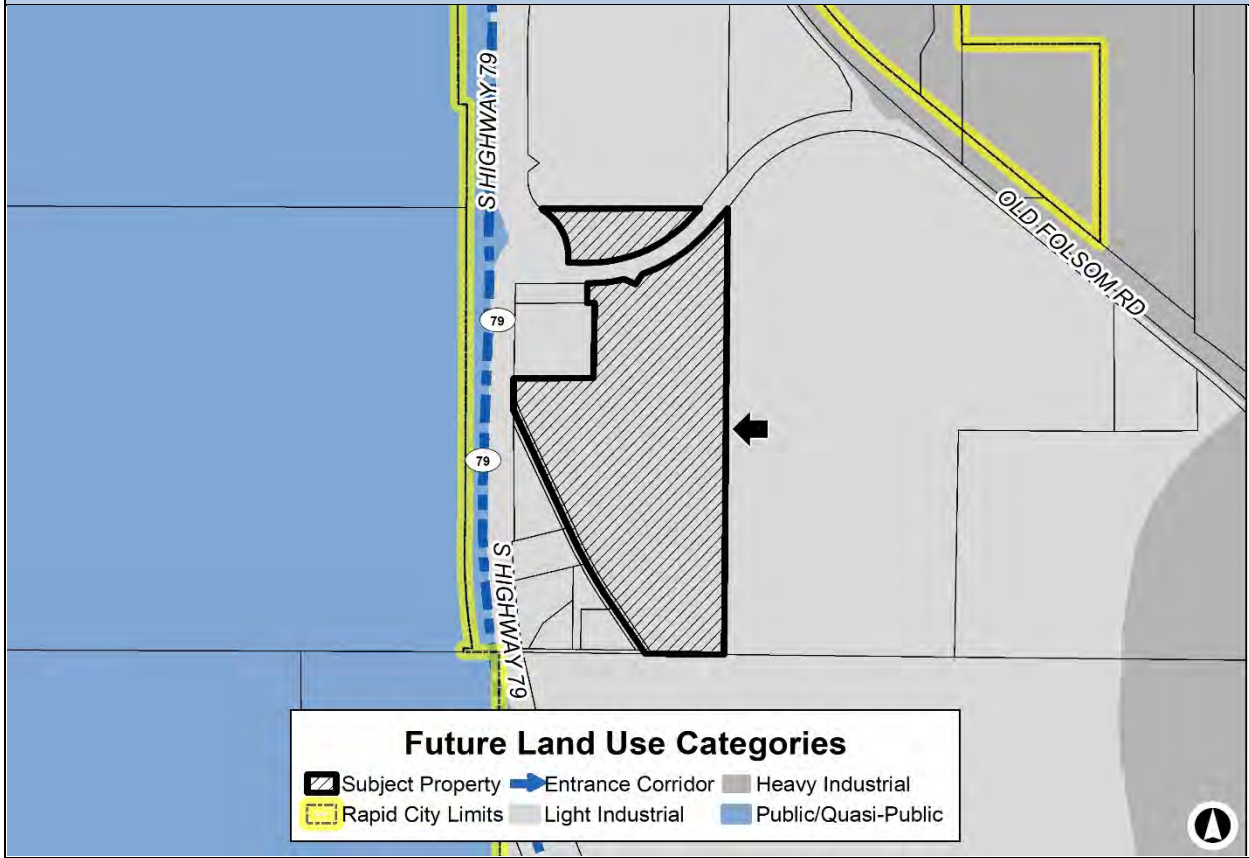 S HIGHWAY 79
OLD FOLSOM RD
79
79
S HIGHWAY 79
Future Land Use Categories
Subject Property Entrance Corridor Heavy Industrial
Rapid City Limits Light Industrial Public/Quasi-Public